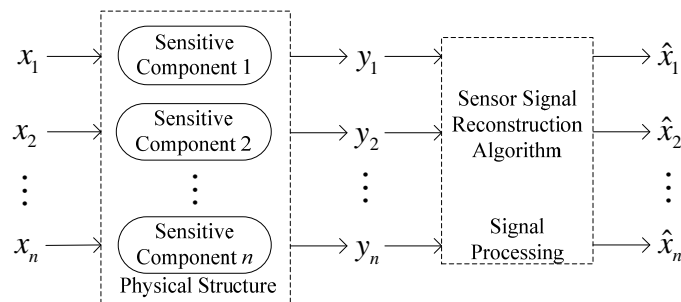 x₁
Sensitive
Component 1
y₁
x̂₁
x₂
Sensitive
Component 2
y₂
Sensor Signal
Reconstruction
Algorithm
x̂₂
⋮ ⋮ ⋮ ⋮
xₙ
Sensitive
Component n
yₙ
Signal
Processing
x̂ₙ
Physical Structure